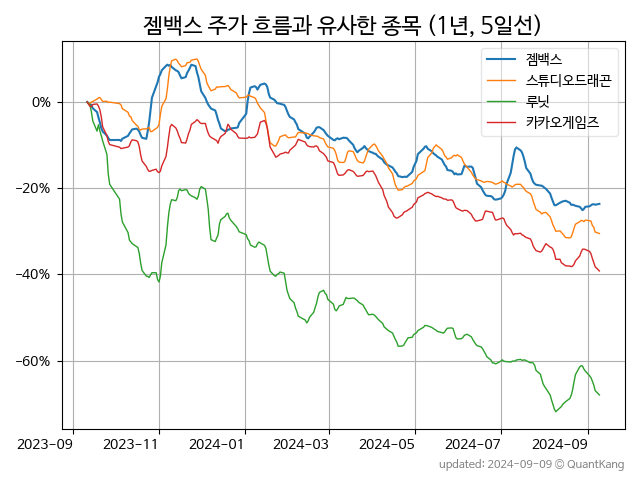 젬백스 주가 흐름과 유사한 종목 (1년, 5일선)
젬백스
스튜디오드래곤
루닛
카카오게임즈
0%
−20%
−40%
−60%
2023-09 2023-11 2024-01 2024-03 2024-05 2024-07 2024-09
updated: 2024-09-09 © QuantKang